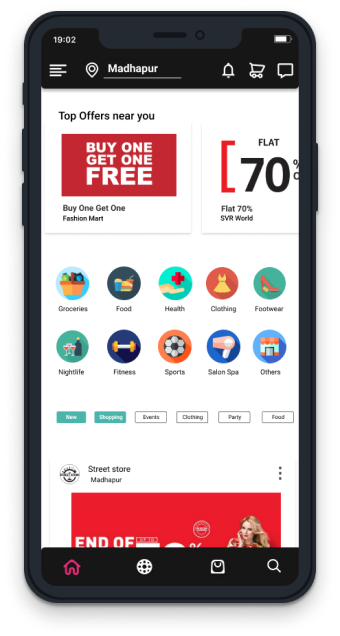 19:02
Madhapur
Top Offers near you
BUY ONE
GET ONE
FREE
FLAT
70%
Buy One Get One
Fashion Mart
Flat 70%
SVR World
Groceries
Food
Health
Clothing
Footwear
Nightlife
Fitness
Sports
Salon Spa
Others
New
Shopping
Events
Clothing
Party
Food
Street store
Madhapur
END OF
UP TO
%